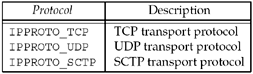 Protocol Description
IPPROTO_TCP TCP transport protocol
IPPROTO_UDP UDP transport protocol
IPPROTO_SCTP SCTP transport protocol